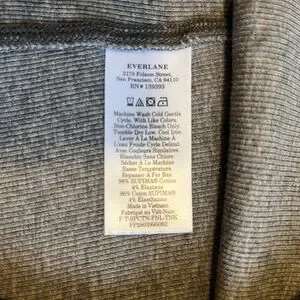 EVERLANE
2170 Folsom Street,
San Francisco, CA 94110
RN# 139393
Machine Wash Cold Gentle
Cycle. With Like Colors.
Non-Chlorine Bleach Only.
Tumble Dry Low. Cool Iron.
Laver À La Machine À
L'eau Froide Cycle Délicat.
Avec Couleurs Similaires.
Blanchir Sans Chlore.
Sécher À La Machine
Basse Température
Repasser À Fer Bas
96% SUPIMA® Cotton
4% Elastane
96% Coton SUPIMA®
4% Élasthanne
Made in Vietnam
Fabriqué au Viêt-Nam